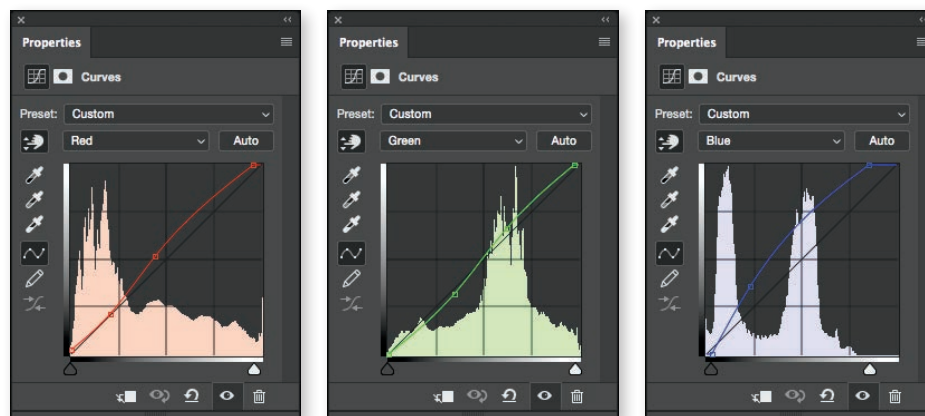 Properties
Curves
Preset: Custom
Red Auto
Properties
Curves
Preset: Custom
Green Auto
Properties
Curves
Preset: Custom
Blue Auto